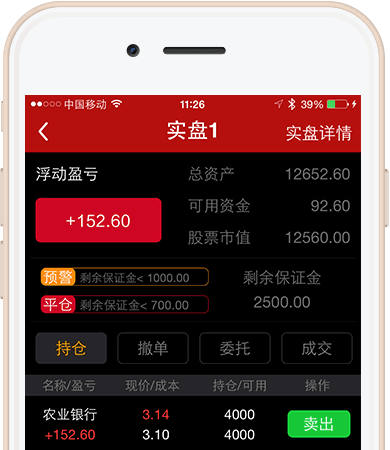 中国移动 11:26 39%
实盘1 实盘详情
浮动盈亏 总资产 12652.60
+152.60 可用资金 92.60
股票市值 12560.00
预警 剩余保证金< 1000.00 剩余保证金
平仓 剩余保证金< 700.00 2500.00
持仓 撤单 委托 成交
名称/盈亏 现价/成本 持仓/可用 操作
农业银行 3.14 4000 卖出
+152.60 3.10 4000